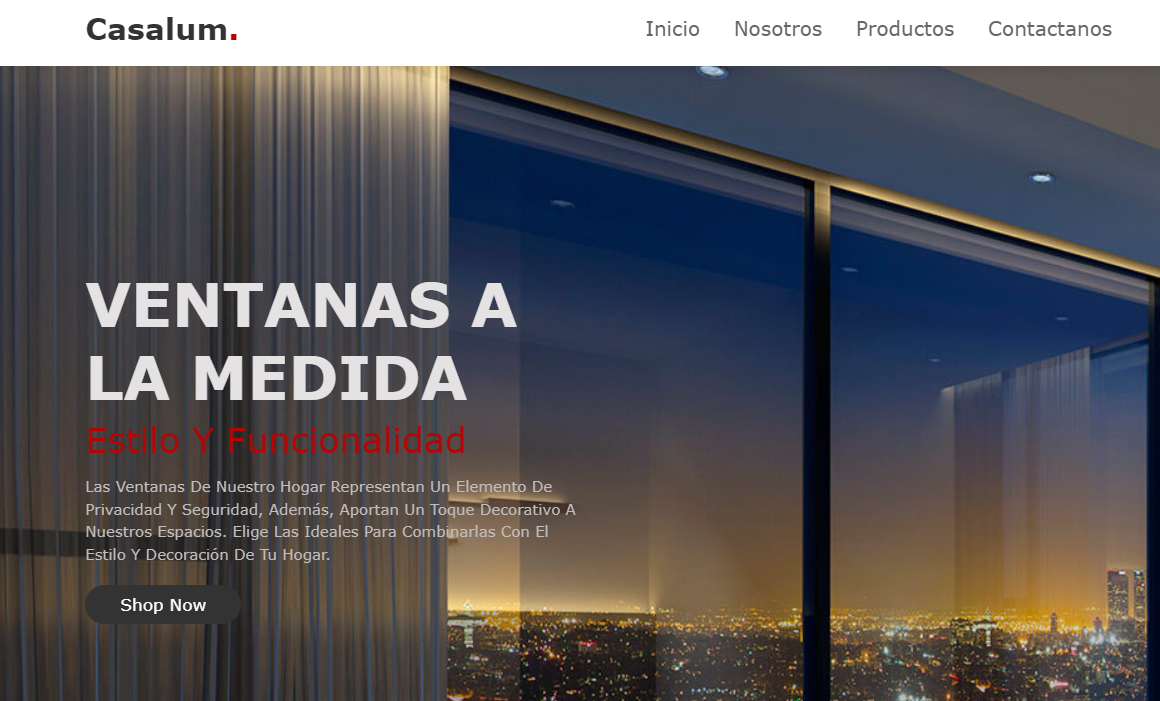 Casalum.
Inicio Nosotros Productos Contactanos
VENTANAS A
LA MEDIDA
Estilo Y Funcionalidad
Las Ventanas De Nuestro Hogar Representan Un Elemento De
Privacidad Y Seguridad, Además, Aportan Un Toque Decorativo A
Nuestros Espacios. Elige Las Ideales Para Combinarlas Con El
Estilo Y Decoración De Tu Hogar.
Shop Now